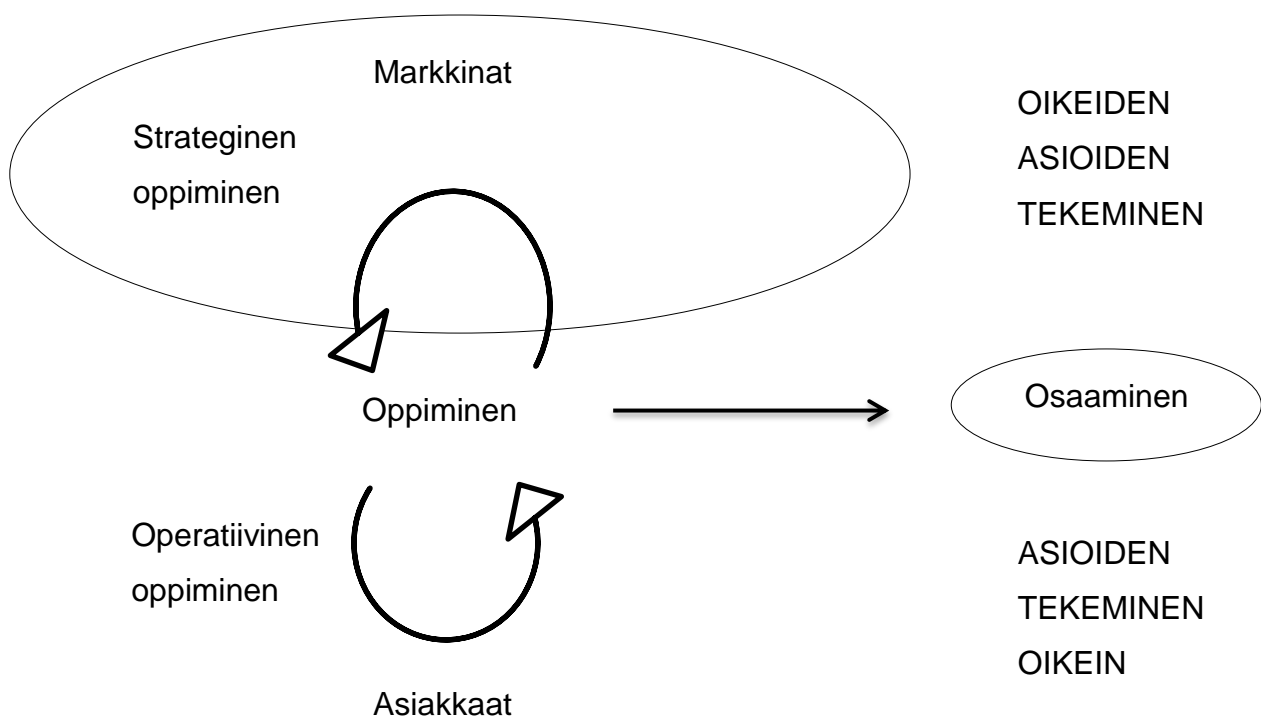 Markkinat
Strateginen
oppiminen
OIKEIDEN
ASIOIDEN
TEKEMINEN
Oppiminen
Osaaminen
Operatiivinen
oppiminen
ASIOIDEN
TEKEMINEN
OIKEIN
Asiakkaat